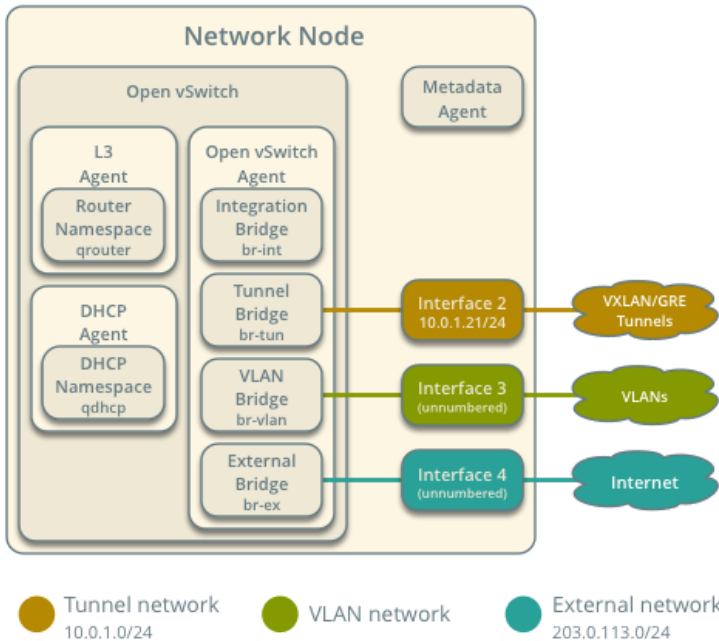 Network Node
Open vSwitch
Metadata
Agent
L3
Agent
Router
Namespace
qrouter
DHCP
Agent
DHCP
Namespace
qdhcp
Open vSwitch
Agent
Integration
Bridge
br-int
Tunnel
Bridge
br-tun
VLAN
Bridge
br-vlan
External
Bridge
br-ex
Interface 2
10.0.1.21/24
VXLAN/GRE
Tunnels
Interface 3
(unnumbered)
VLANs
Interface 4
(unnumbered)
Internet
Tunnel network
10.0.1.0/24
VLAN network
External network
203.0.113.0/24